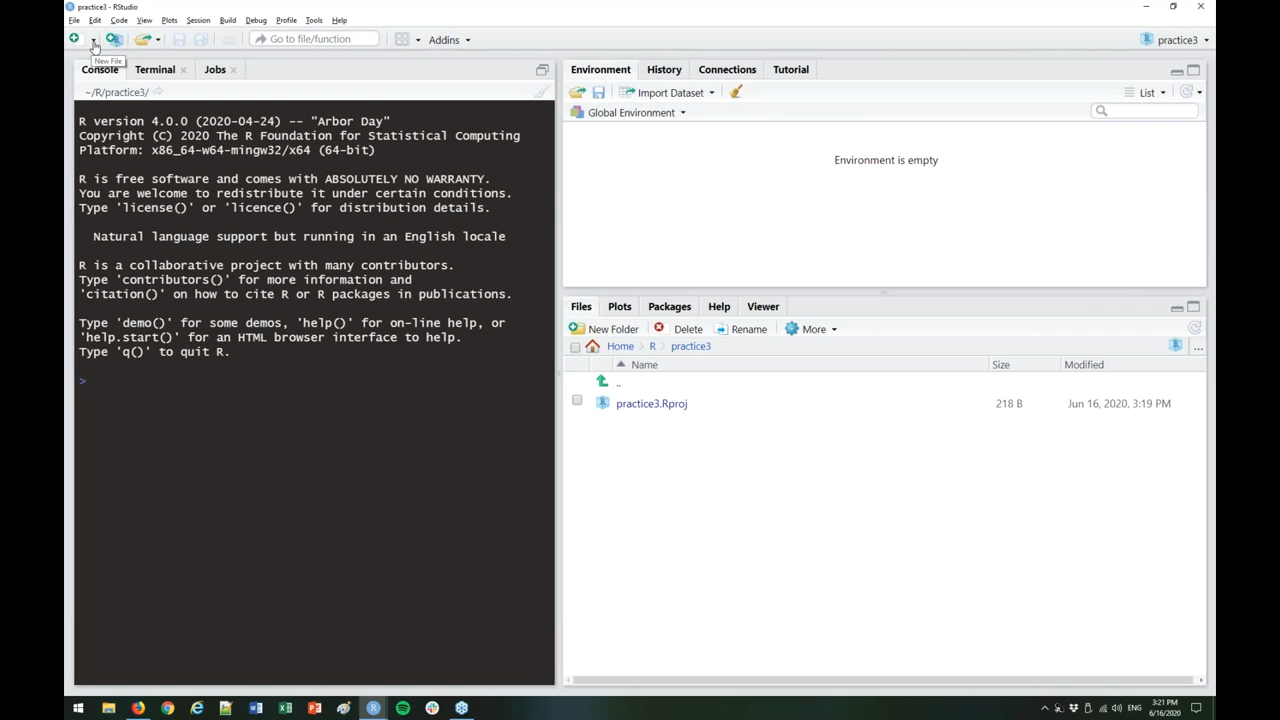 practice3 - RStudio
File Edit Code View Plots Session Build Debug Profile Tools Help
Go to file/function Addins practice3
New File
Console Terminal Jobs
~/R/practice3/
R version 4.0.0 (2020-04-24) -- "Arbor Day"
Copyright (C) 2020 The R Foundation for Statistical Computing
Platform: x86_64-w64-mingw32/x64 (64-bit)
R is free software and comes with ABSOLUTELY NO WARRANTY.
You are welcome to redistribute it under certain conditions.
Type 'license()' or 'licence()' for distribution details.
Natural language support but running in an English locale
R is a collaborative project with many contributors.
Type 'contributors()' for more information and
'citation()' on how to cite R or R packages in publications.
Type 'demo()' for some demos, 'help()' for on-line help, or
'help.start()' for an HTML browser interface to help.
Type 'q()' to quit R.
>
Environment History Connections Tutorial
Import Dataset List
Global Environment
Environment is empty
Files Plots Packages Help Viewer
New Folder Delete Rename More
Home R practice3 ...
Name Size Modified
..
practice3.Rproj 218 B Jun 16, 2020, 3:19 PM
ENG 3:21 PM
6/16/2020